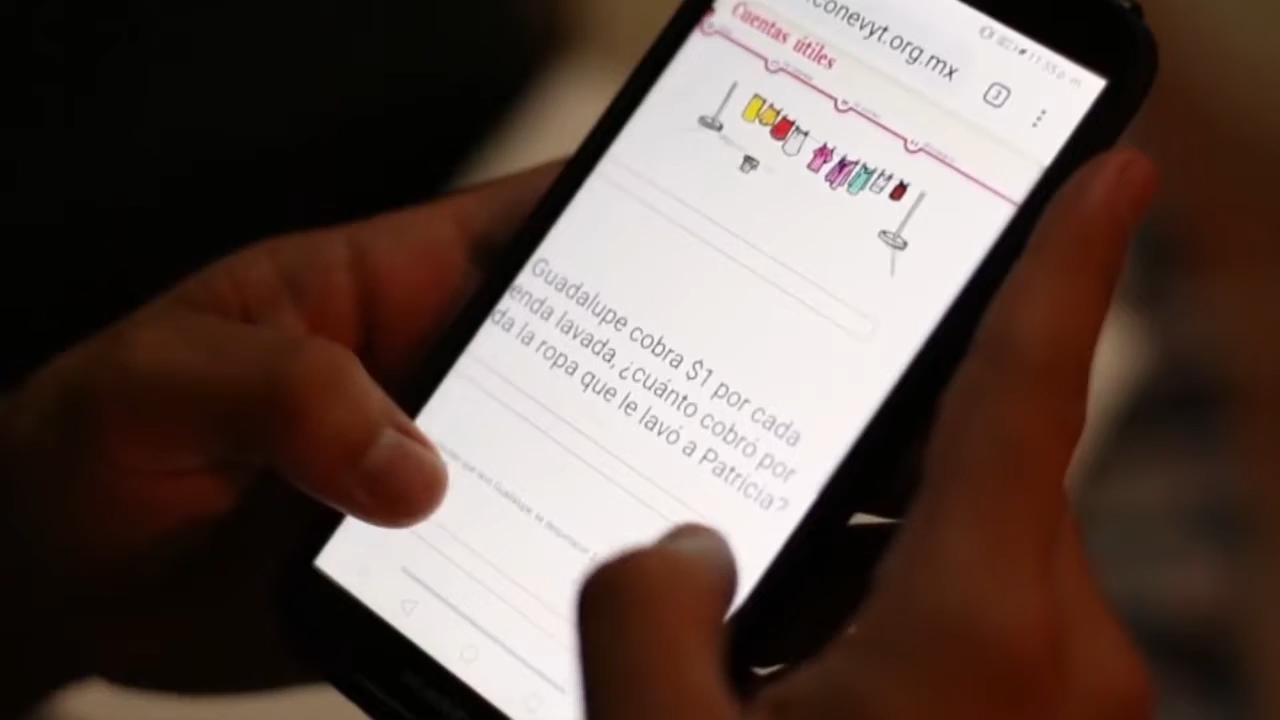 conevyt.org.mx
3
Cuentas útiles
Guadalupe cobra $1 por cada
enda lavada, ¿cuánto cobró por
da la ropa que le lavó a Patricia?